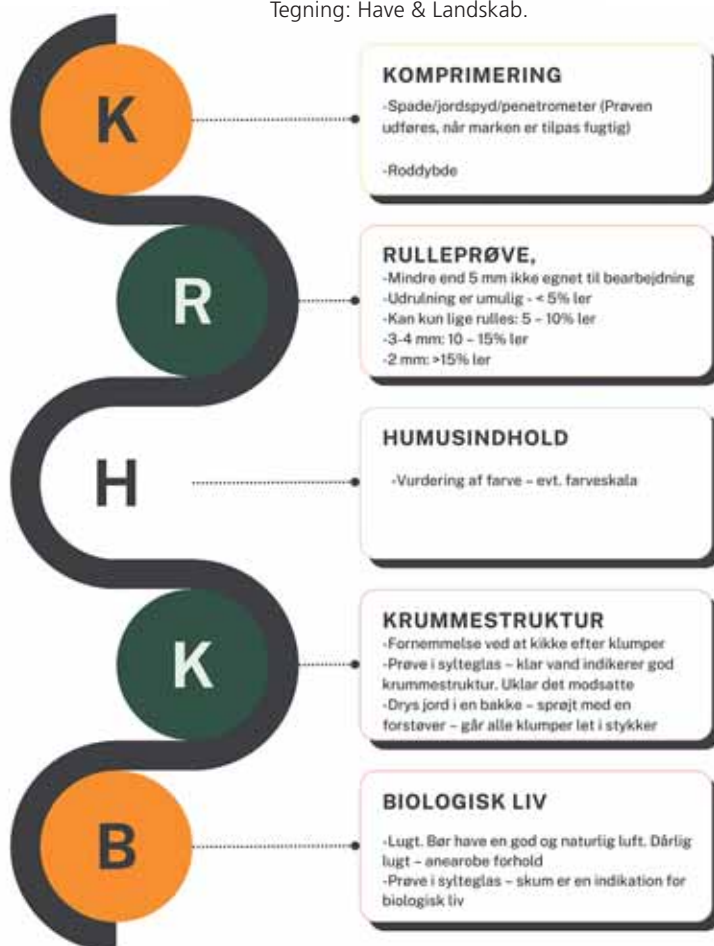 Tegning: Have & Landskab.
K
KOMPRIMERING
-Spade/jordspyd/penetrometer (Prøven
udføres, når marken er tilpas fugtig)
-Roddybde
R
RULLEPRØVE,
-Mindre end 5 mm ikke egnet til bearbejdning
-Udrulning er umulig - < 5% ler
-Kan kun lige rulles: 5 – 10% ler
-3-4 mm: 10 – 15% ler
-2 mm: >15% ler
H
HUMUSINDHOLD
-Vurdering af farve – evt. farveskala
K
KRUMMESTRUKTUR
-Fornemmelse ved at kikke efter klumper
-Prøve i sylteglas – klar vand indikerer god
krummestruktur. Uklar det modsatte
-Drys jord i en bakke – sprøjt med en
forstøver – går alle klumper let i stykker
B
BIOLOGISK LIV
-Lugt. Bør have en god og naturlig luft. Dårlig
lugt – anearobe forhold
-Prøve i sylteglas – skum er en indikation for
biologisk liv